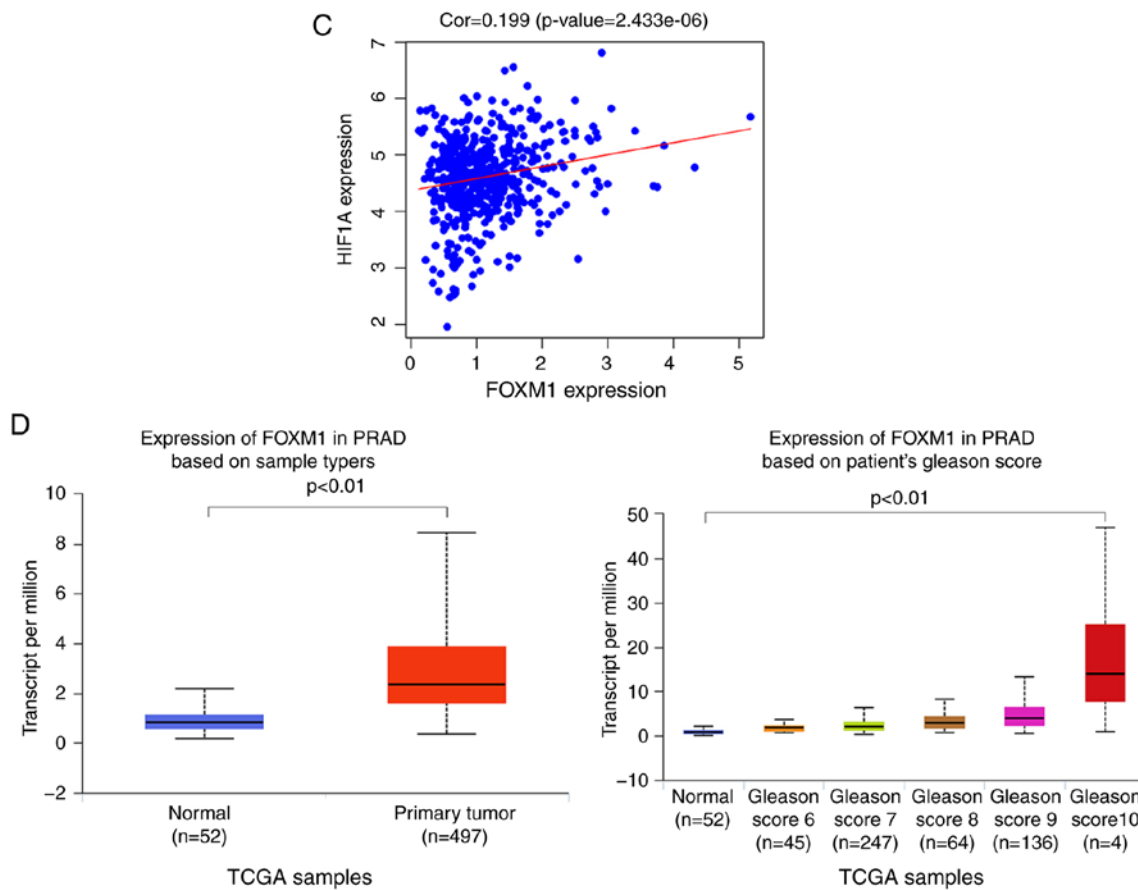 C
Cor=0.199 (p-value=2.433e-06)
7
6
5
4
3
2
HIF1A expression
0 1 2 3 4 5
FOXM1 expression
D
Expression of FOXM1 in PRAD
based on sample typers
p<0.01
10
8
6
4
2
0
−2
Transcript per million
Normal Primary tumor
(n=52) (n=497)
TCGA samples
Expression of FOXM1 in PRAD
based on patient's gleason score
p<0.01
50
40
30
20
10
0
−10
Transcript per million
Normal Gleason Gleason Gleason Gleason Gleason
(n=52) score 6 score 7 score 8 score 9 score10
(n=45) (n=247) (n=64) (n=136) (n=4)
TCGA samples